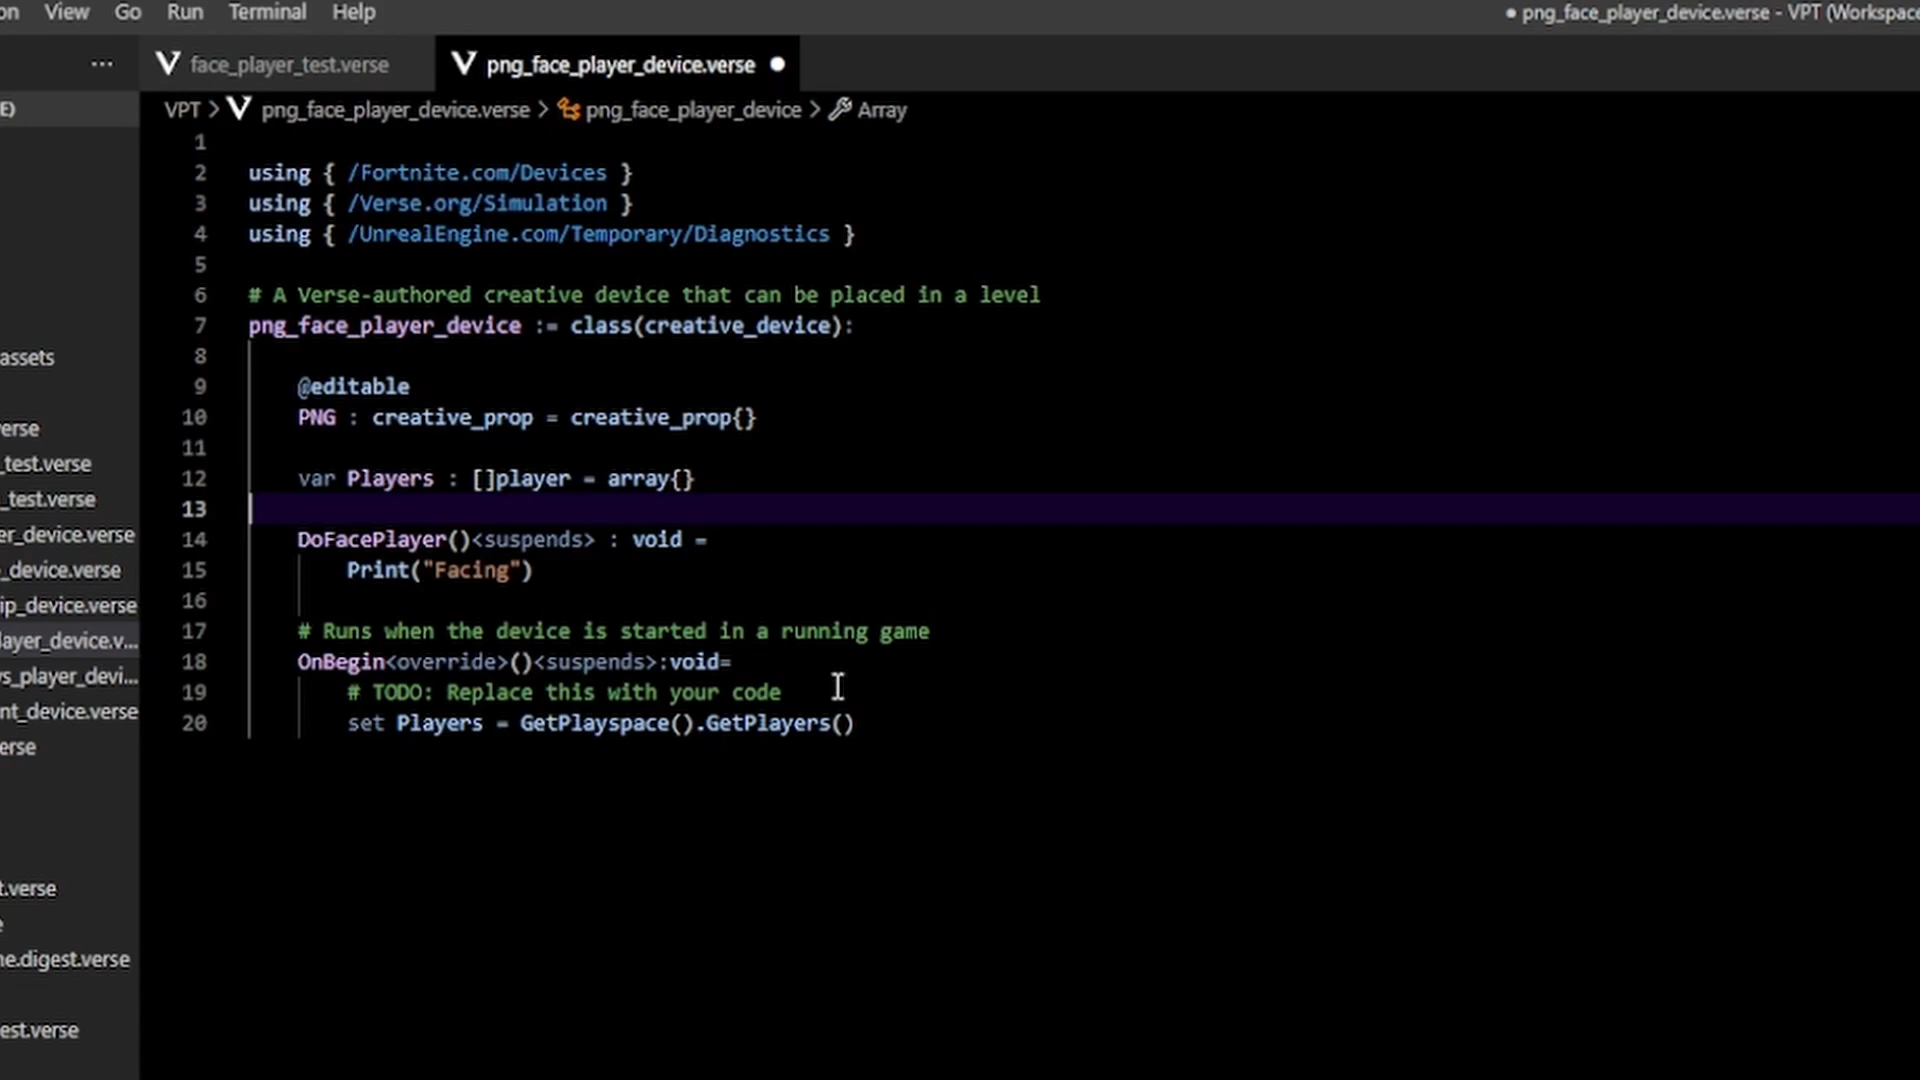 on View Go Run Terminal Help ● png_face_player_device.verse - VPT (Workspace
... face_player_test.verse png_face_player_device.verse ●
E) VPT > png_face_player_device.verse > png_face_player_device > Array
1
2 using { /Fortnite.com/Devices }
3 using { /Verse.org/Simulation }
4 using { /UnrealEngine.com/Temporary/Diagnostics }
5
6 # A Verse-authored creative device that can be placed in a level
7 png_face_player_device := class(creative_device):
8
9 @editable
10 PNG : creative_prop = creative_prop{}
11
12 var Players : []player = array{}
13
14 DoFacePlayer()<suspends> : void =
15 Print("Facing")
16
17 # Runs when the device is started in a running game
18 OnBegin<override>()<suspends>:void=
19 # TODO: Replace this with your code
20 set Players = GetPlayspace().GetPlayers()
assets
erse
_test.verse
_test.verse
er_device.verse
_device.verse
ip_device.verse
layer_device.v...
ys_player_devi...
nt_device.verse
erse
t.verse
e
ne.digest.verse
est.verse